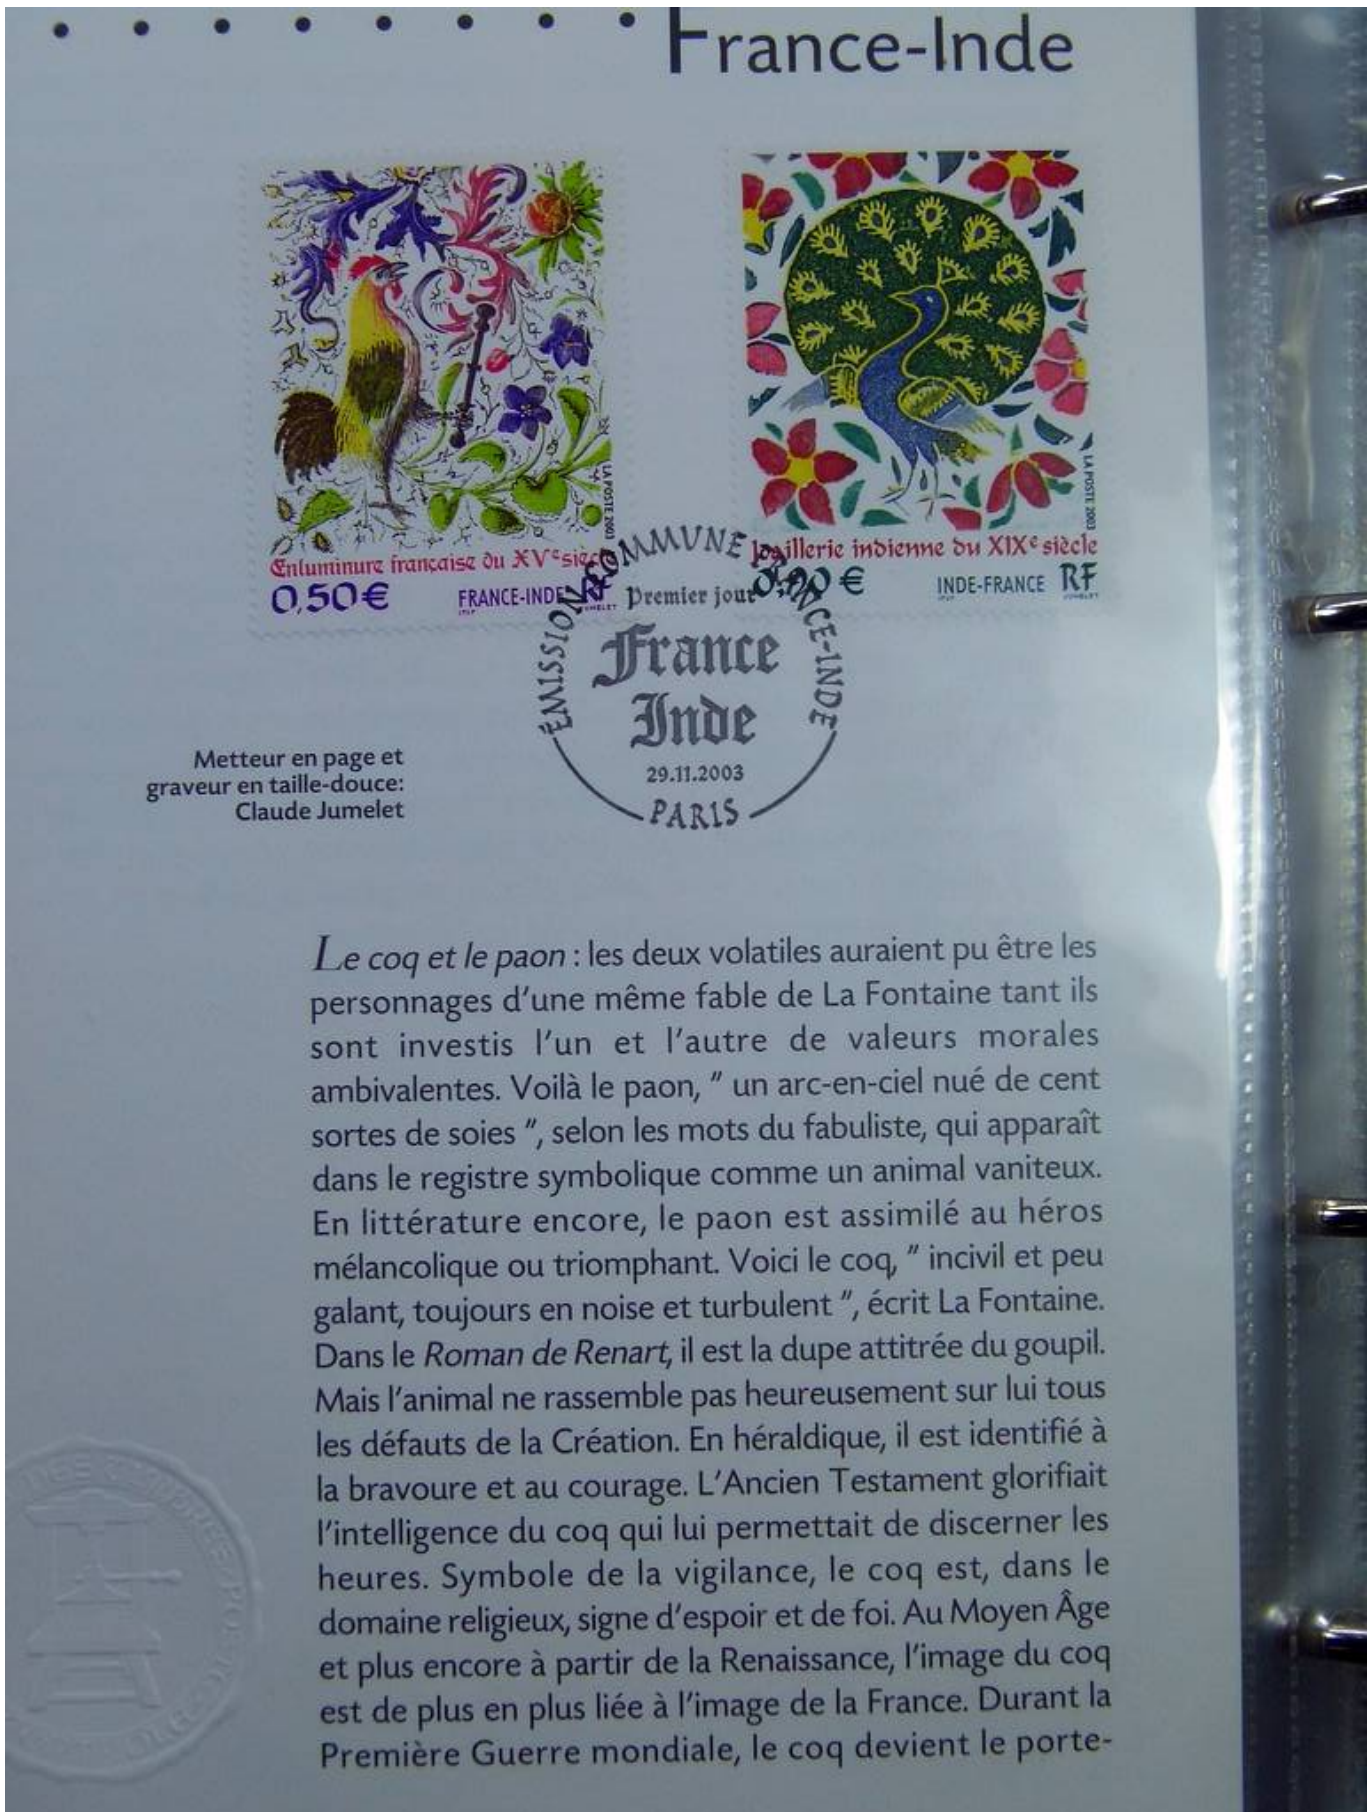 France-Inde
LA POSTE 2003
Enluminure française du XVe siècle
0,50€ FRANCE-INDE RF
ITVF JUMELET
LA POSTE 2003
Joaillerie indienne du XIXe siècle
0,90 € INDE-FRANCE RF
ITVF JUMELET
ÉMISSION COMMUNE FRANCE-INDE
Premier jour
France
Inde
29.11.2003
PARIS
Metteur en page et
graveur en taille-douce:
Claude Jumelet
Le coq et le paon : les deux volatiles auraient pu être les
personnages d'une même fable de La Fontaine tant ils
sont investis l'un et l'autre de valeurs morales
ambivalentes. Voilà le paon, " un arc-en-ciel nué de cent
sortes de soies ", selon les mots du fabuliste, qui apparaît
dans le registre symbolique comme un animal vaniteux.
En littérature encore, le paon est assimilé au héros
mélancolique ou triomphant. Voici le coq, " incivil et peu
galant, toujours en noise et turbulent ", écrit La Fontaine.
Dans le Roman de Renart, il est la dupe attitrée du goupil.
Mais l'animal ne rassemble pas heureusement sur lui tous
les défauts de la Création. En héraldique, il est identifié à
la bravoure et au courage. L'Ancien Testament glorifiait
l'intelligence du coq qui lui permettait de discerner les
heures. Symbole de la vigilance, le coq est, dans le
domaine religieux, signe d'espoir et de foi. Au Moyen Âge
et plus encore à partir de la Renaissance, l'image du coq
est de plus en plus liée à l'image de la France. Durant la
Première Guerre mondiale, le coq devient le porte-